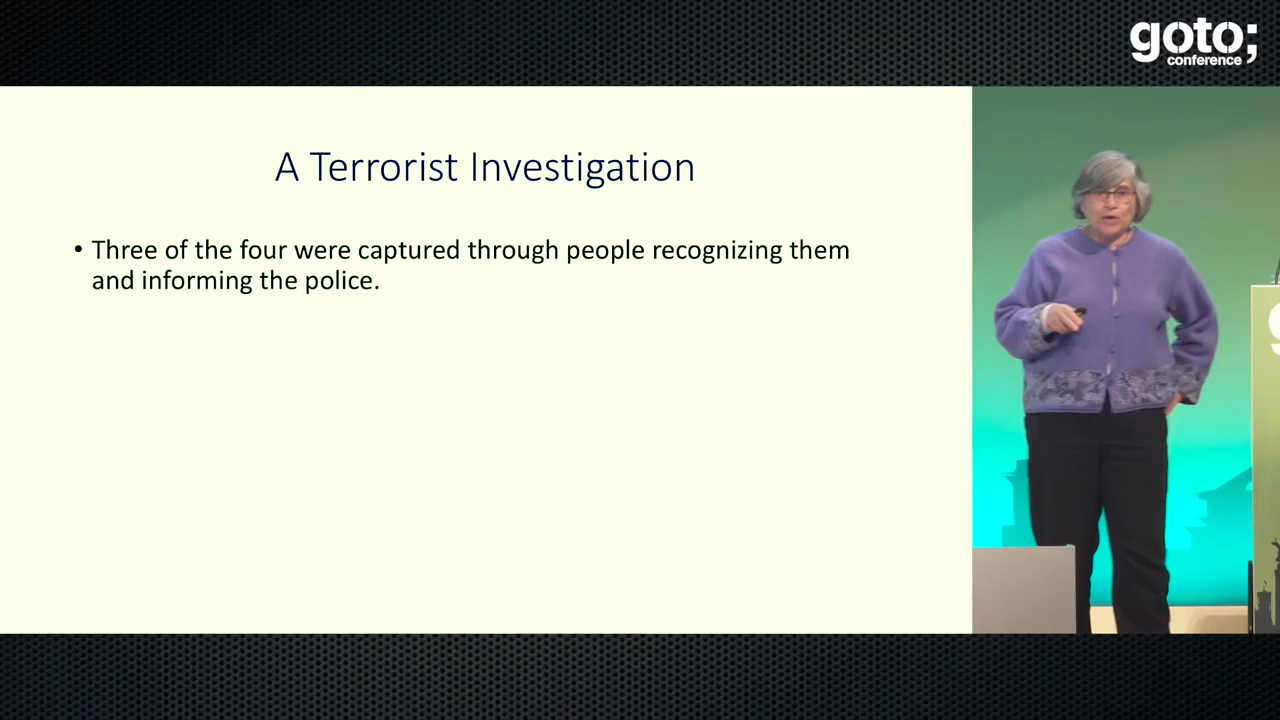 goto;
conference
A Terrorist Investigation
• Three of the four were captured through people recognizing them
and informing the police.